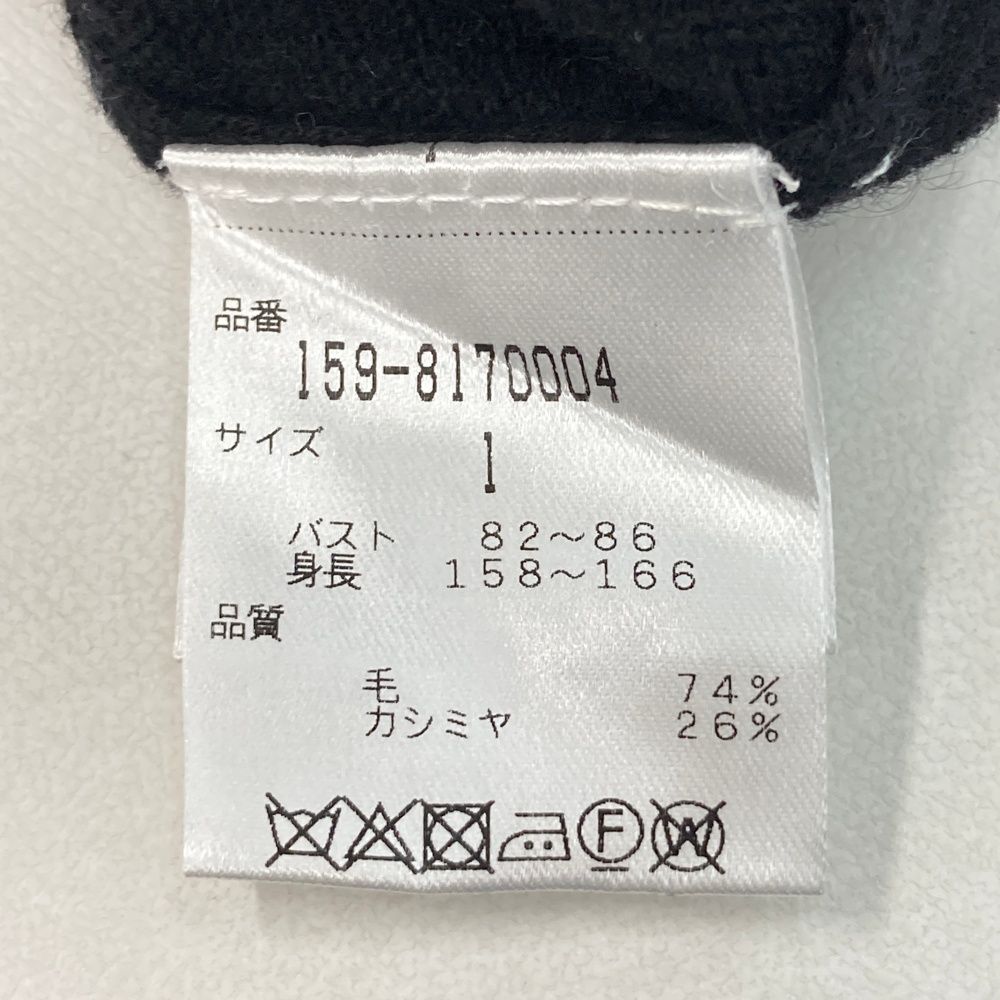 品番
159-8170004
サイズ
1
バスト 82～86
身長 158～166
品質
毛 74%
カシミヤ 26%
F W